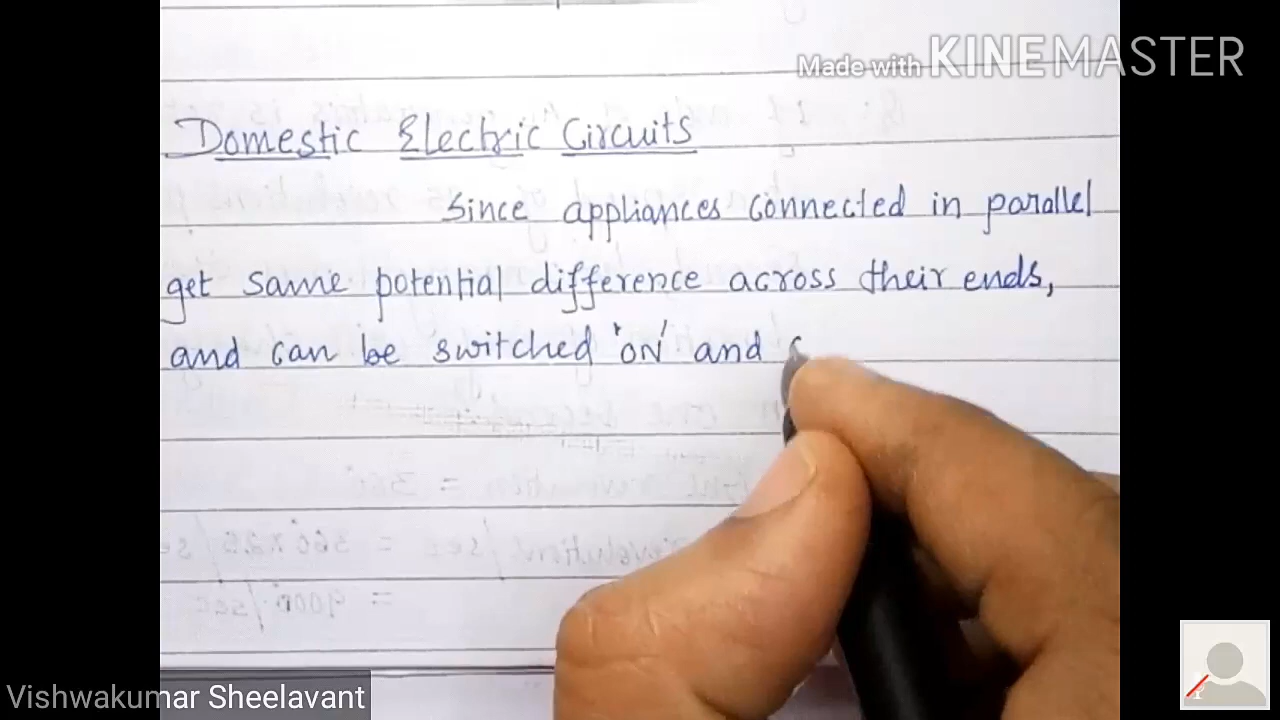 Made with KINEMASTER
Domestic Electric Circuits
Since appliances connected in parallel
get same potential difference across their ends,
and can be switched 'ON' and
Vishwakumar Sheelavant